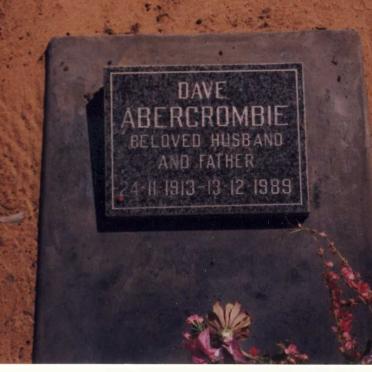 DAVE
ABERCROMBIE
BELOVED HUSBAND
AND FATHER
24·11·1913-13·12·1989